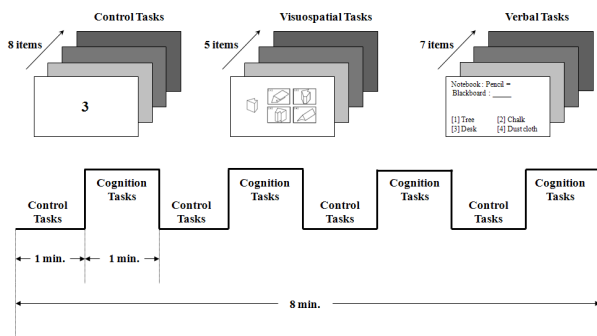 Control Tasks
Visuospatial Tasks
Verbal Tasks
8 items
5 items
7 items
3
Notebook : Pencil =
Blackboard : _____
[1] Tree [2] Chalk
[3] Desk [4] Dust cloth
Cognition
Tasks
Cognition
Tasks
Cognition
Tasks
Cognition
Tasks
Control
Tasks
Control
Tasks
Control
Tasks
Control
Tasks
1 min.
1 min.
8 min.